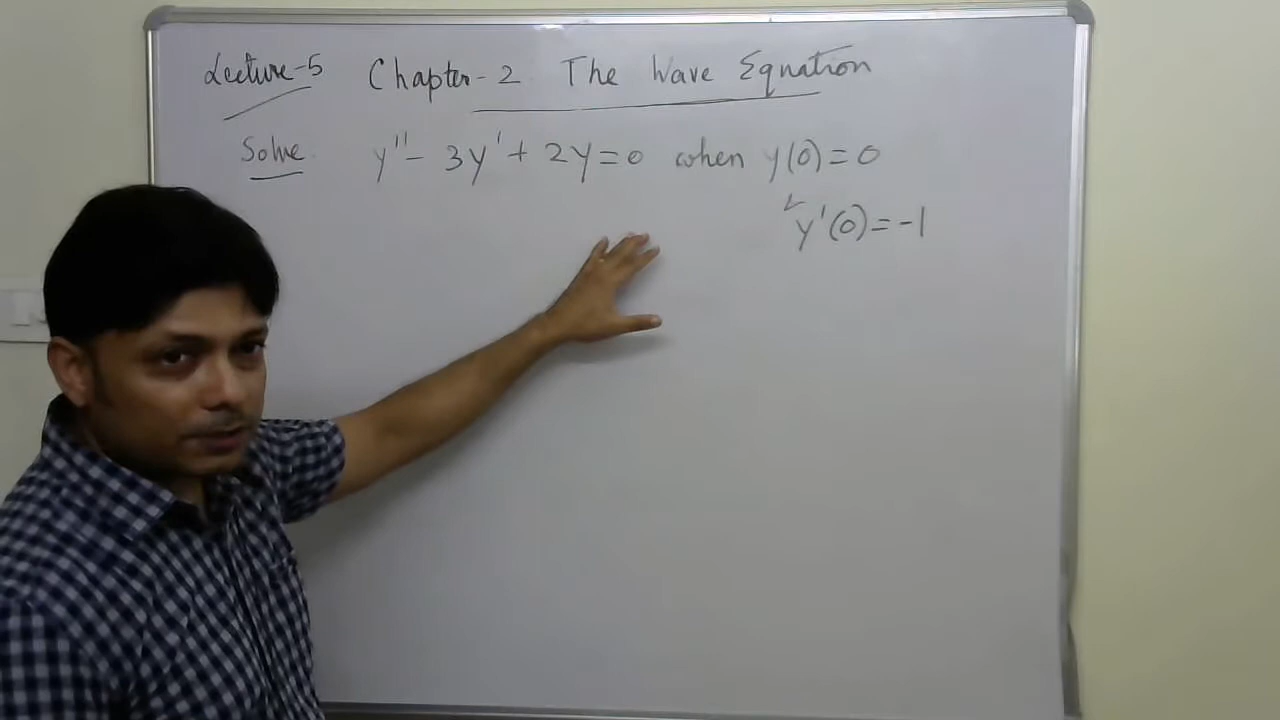 Lecture-5 Chapter-2 The Wave Equation
Solve y'' - 3y' + 2y = 0 when y(0) = 0
y'(0) = -1